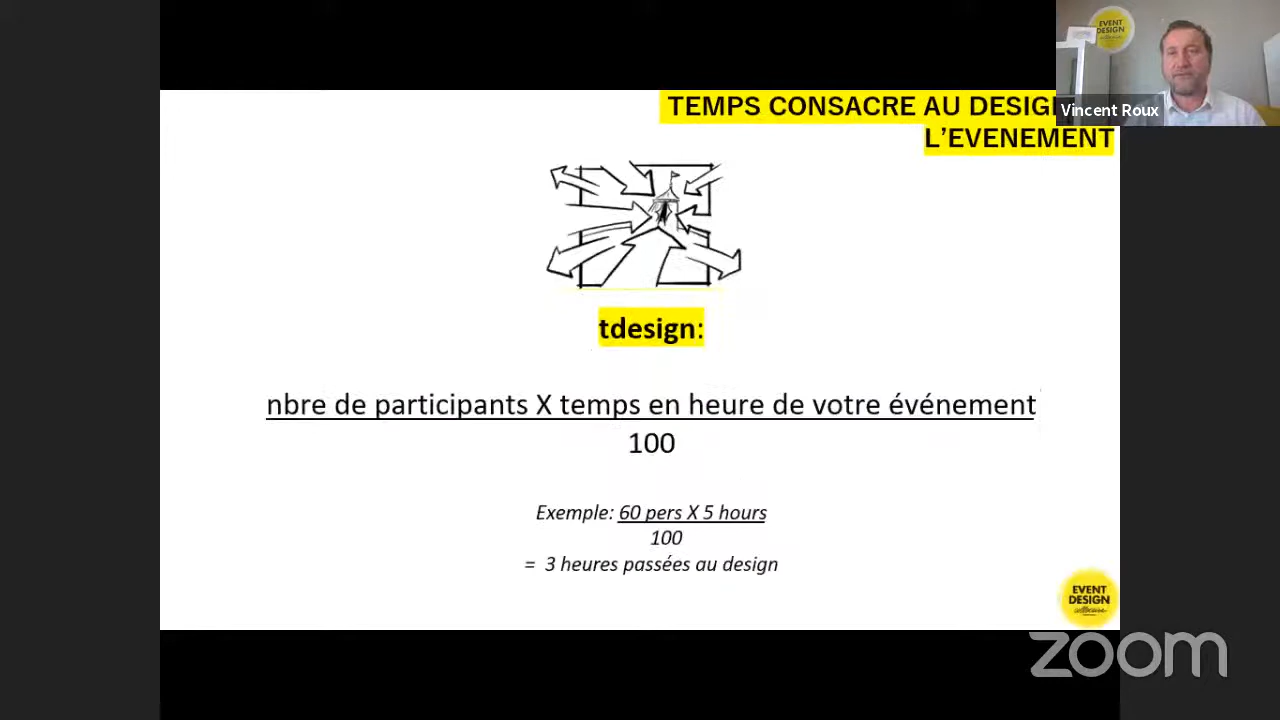 TEMPS CONSACRE AU DESIG
L'EVENEMENT
EVENT
DESIGN
Vincent Roux
tdesign:
nbre de participants X temps en heure de votre événement
100
Exemple: 60 pers X 5 hours
100
= 3 heures passées au design
EVENT
DESIGN
collective
zoom